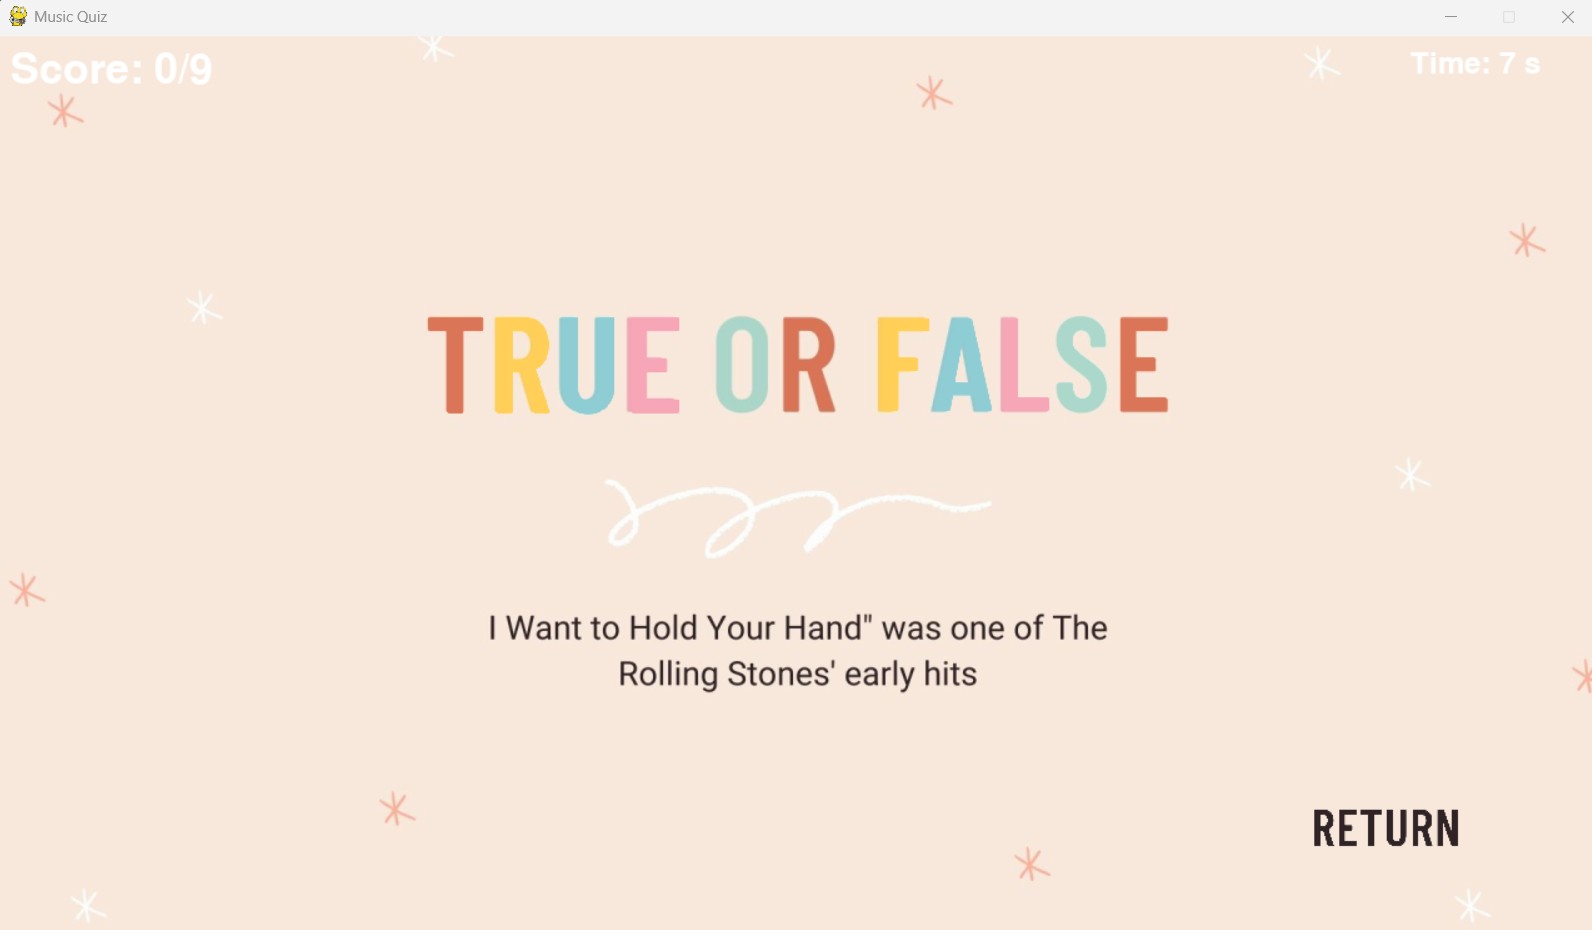 Music Quiz
Score: 0/9
Time: 7 s
TRUE OR FALSE
I Want to Hold Your Hand" was one of The
Rolling Stones' early hits
RETURN